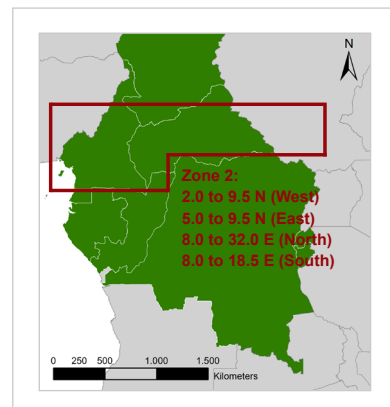 N
Zone 2:
2.0 to 9.5 N (West)
5.0 to 9.5 N (East)
8.0 to 32.0 E (North)
8.0 to 18.5 E (South)
0 250 500 1.000 1.500
Kilometers